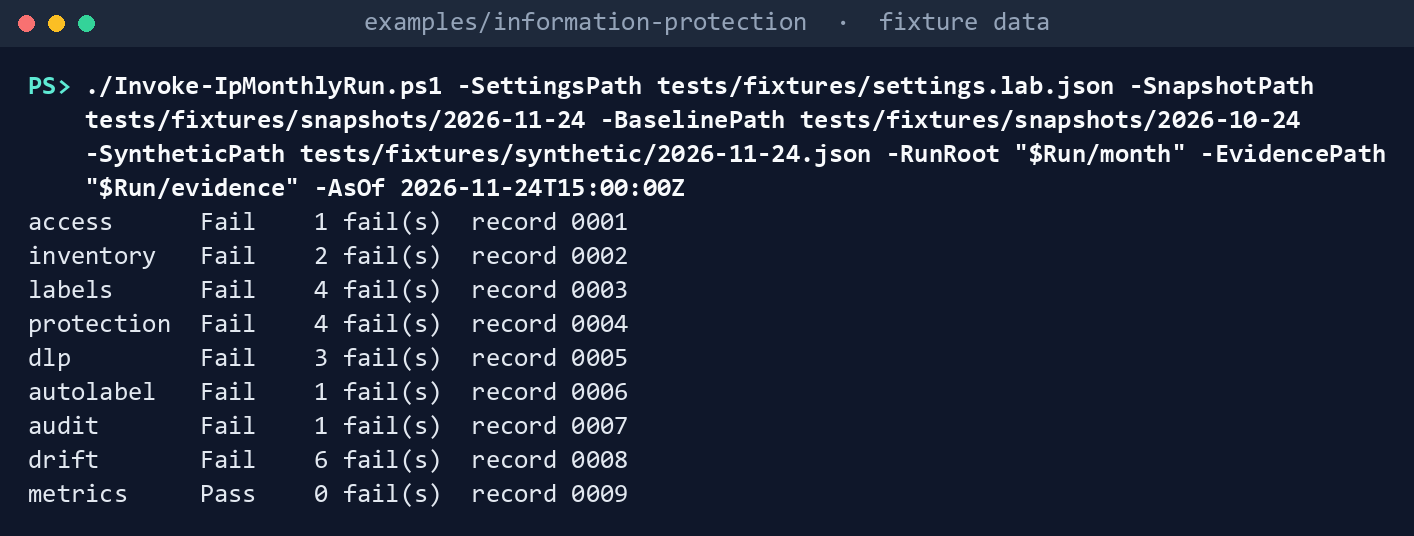 examples/information-protection · fixture data
PS> ./Invoke-IpMonthlyRun.ps1 -SettingsPath tests/fixtures/settings.lab.json -SnapshotPath
tests/fixtures/snapshots/2026-11-24 -BaselinePath tests/fixtures/snapshots/2026-10-24
-SyntheticPath tests/fixtures/synthetic/2026-11-24.json -RunRoot "$Run/month" -EvidencePath
"$Run/evidence" -AsOf 2026-11-24T15:00:00Z
access      Fail    1 fail(s)  record 0001
inventory   Fail    2 fail(s)  record 0002
labels      Fail    4 fail(s)  record 0003
protection  Fail    4 fail(s)  record 0004
dlp         Fail    3 fail(s)  record 0005
autolabel   Fail    1 fail(s)  record 0006
audit       Fail    1 fail(s)  record 0007
drift       Fail    6 fail(s)  record 0008
metrics     Pass    0 fail(s)  record 0009